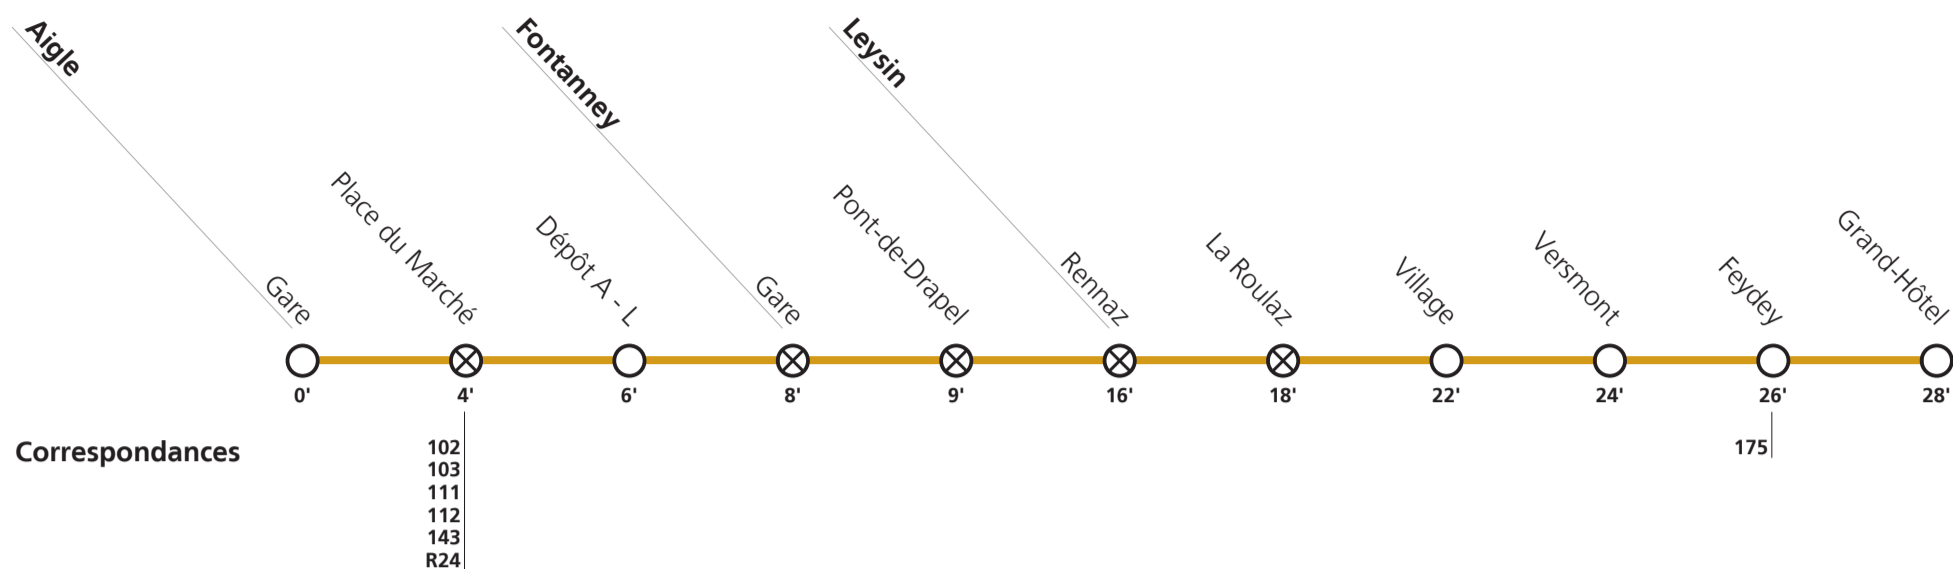 Aigle
Fontanney
Leysin
Gare
Place du Marché
Dépôt A - L
Gare
Pont-de-Drapel
Rennaz
La Roulaz
Village
Versmont
Feydey
Grand-Hôtel
0' 4' 6' 8' 9' 16' 18' 22' 24' 26' 28'
Correspondances
102
103
111
112
143
R24
175